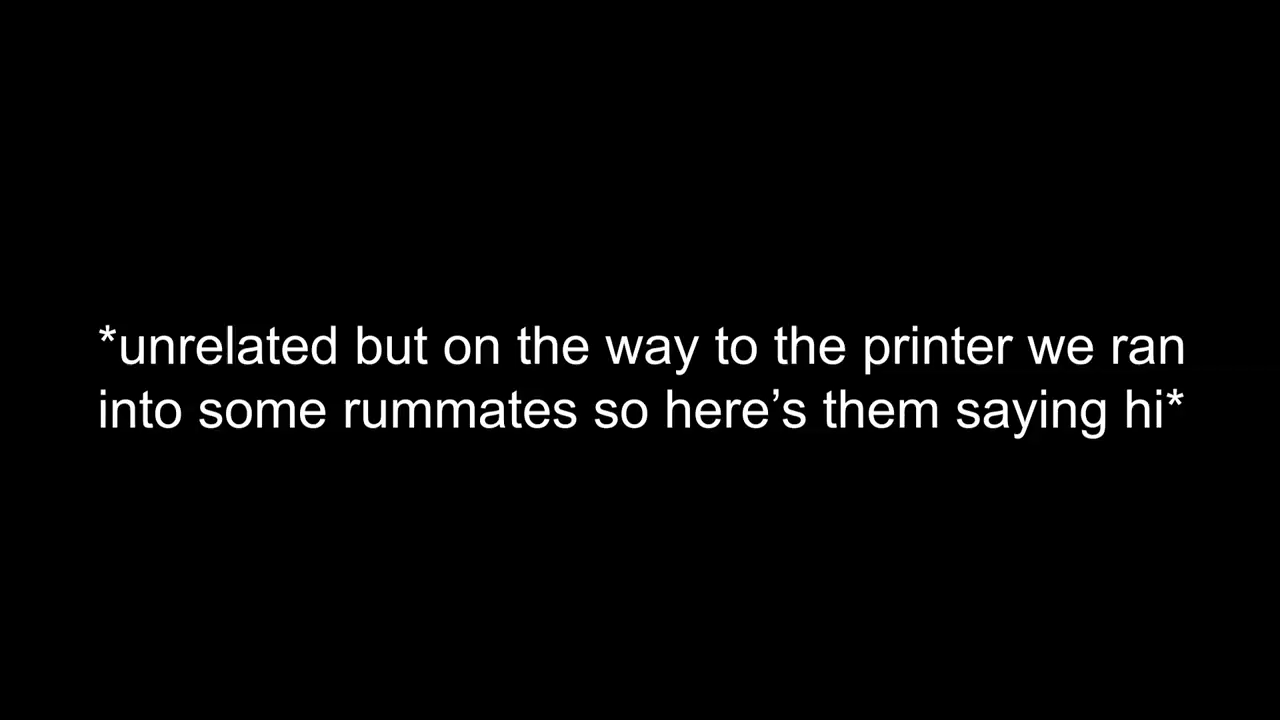 *unrelated but on the way to the printer we ran
into some rummates so here’s them saying hi*